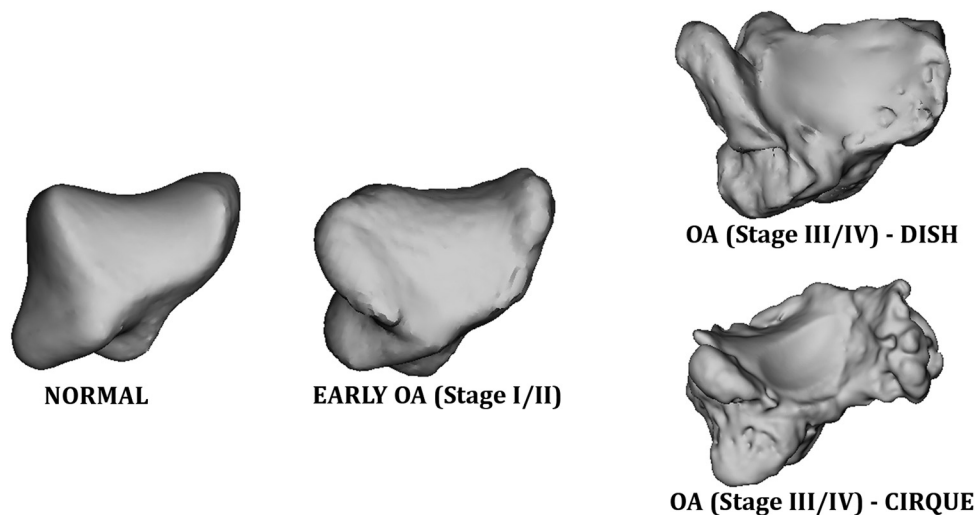 OA (Stage III/IV) - DISH
NORMAL
EARLY OA (Stage I/II)
OA (Stage III/IV) - CIRQUE